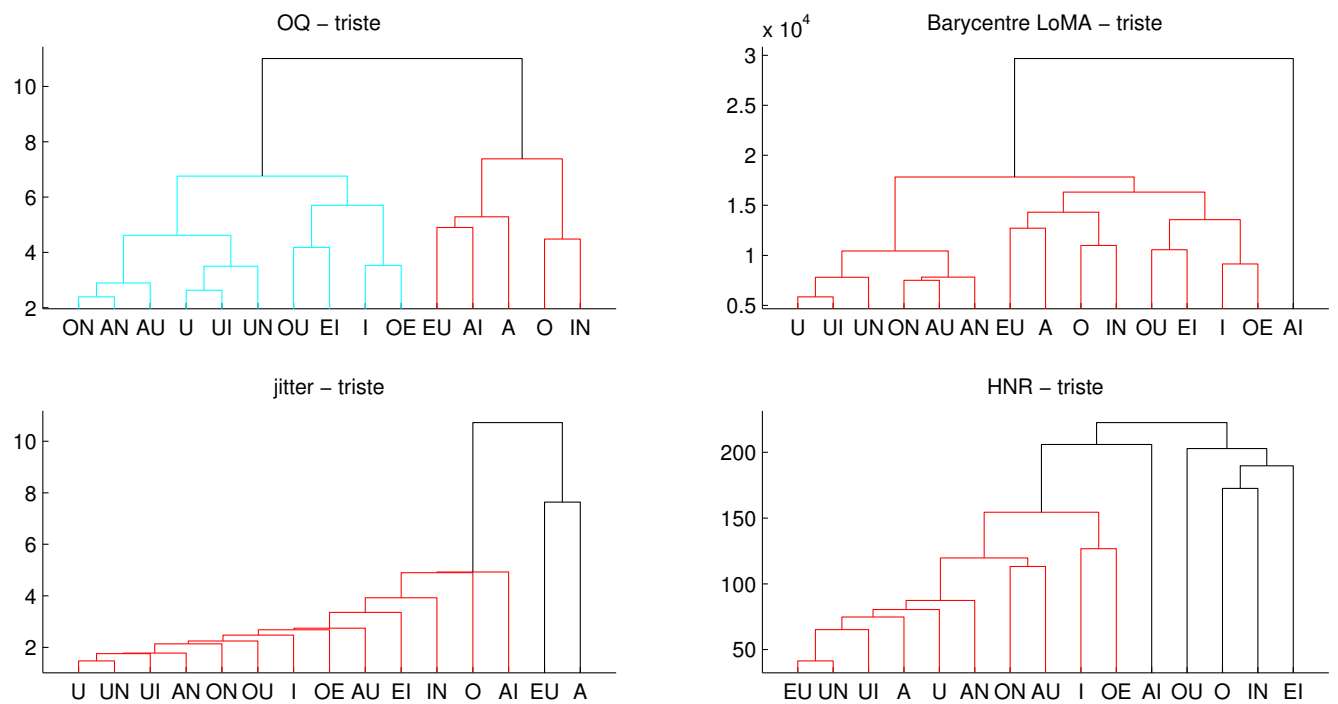 OQ – triste
10
8
6
4
2
ON AN AU U UI UN OU EI I OE EU AI A O IN
Barycentre LoMA – triste
x 10^4
3
2.5
2
1.5
1
0.5
U UI UN ON AU AN EU A O IN OU EI I OE AI
jitter – triste
10
8
6
4
2
U UN UI AN ON OU I OE AU EI IN O AI EU A
HNR – triste
200
150
100
50
EU UN UI A U AN ON AU I OE AI OU O IN EI